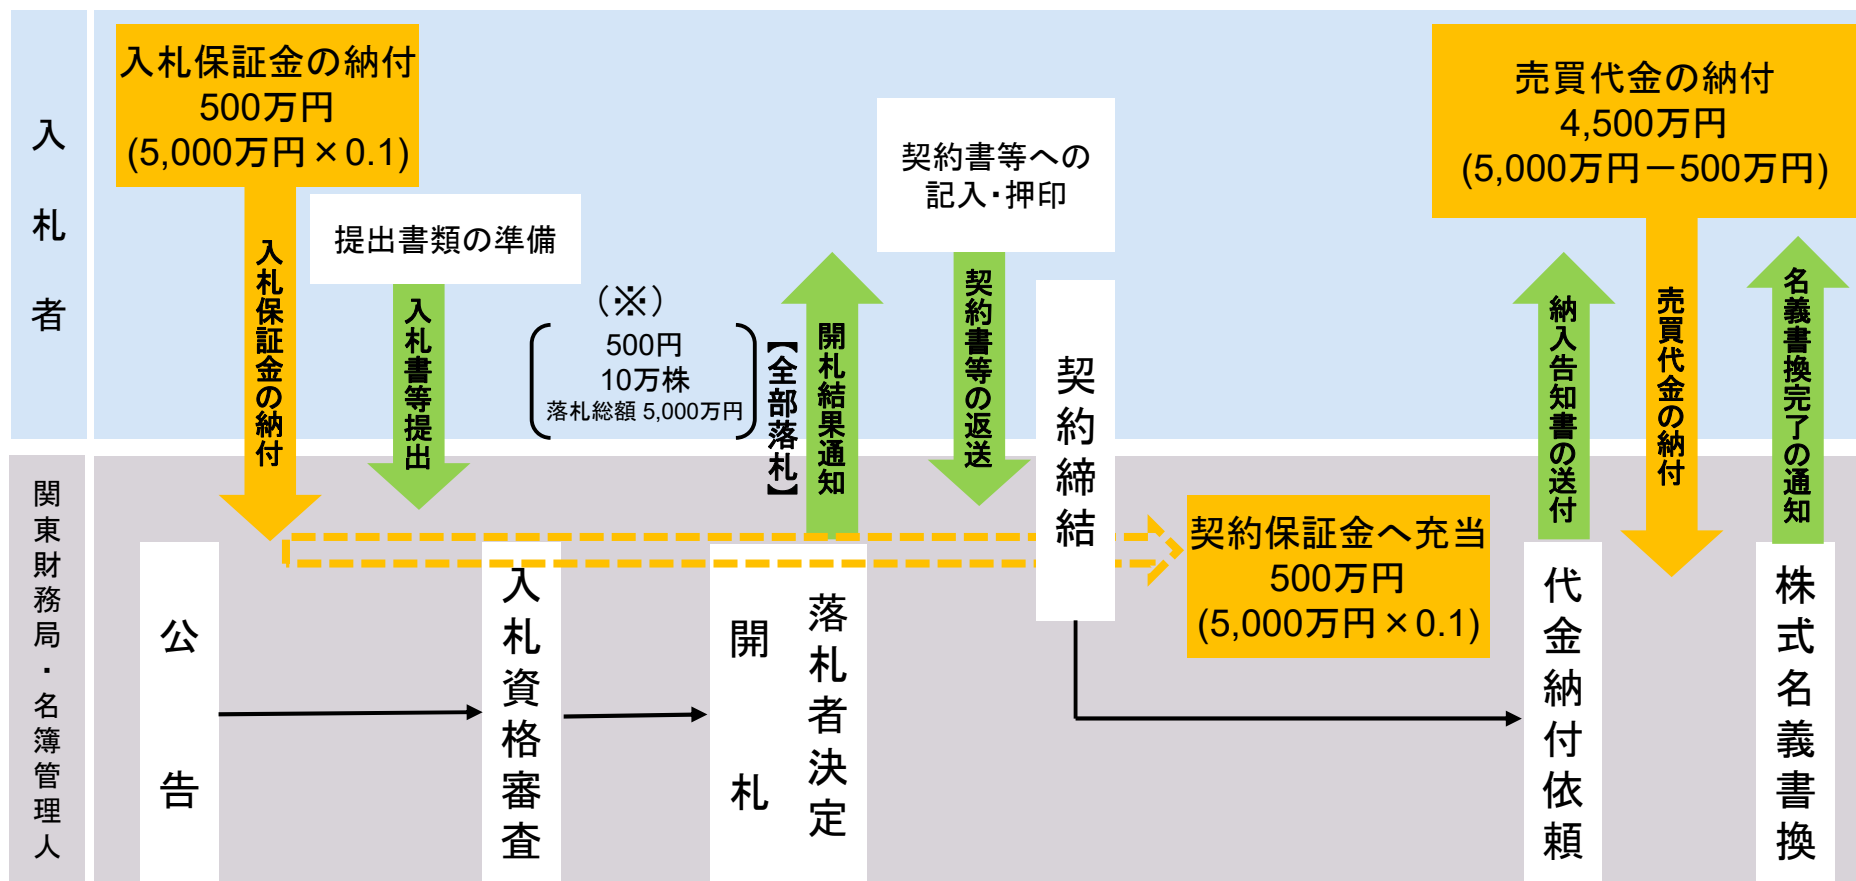 入札者
入札保証金の納付
500万円
(5,000万円×0.1)
入札保証金の納付
提出書類の準備
入札書等提出
（※）
500円
10万株
落札総額 5,000万円
【全部落札】
開札結果通知
契約書等への
記入・押印
契約書等の返送
契約締結
売買代金の納付
4,500万円
(5,000万円－500万円)
納入告知書の送付
売買代金の納付
名義書換完了の通知
関東財務局・名簿管理人
公告
入札資格審査
開札
落札者決定
契約保証金へ充当
500万円
(5,000万円×0.1)
代金納付依頼
株式名義書換